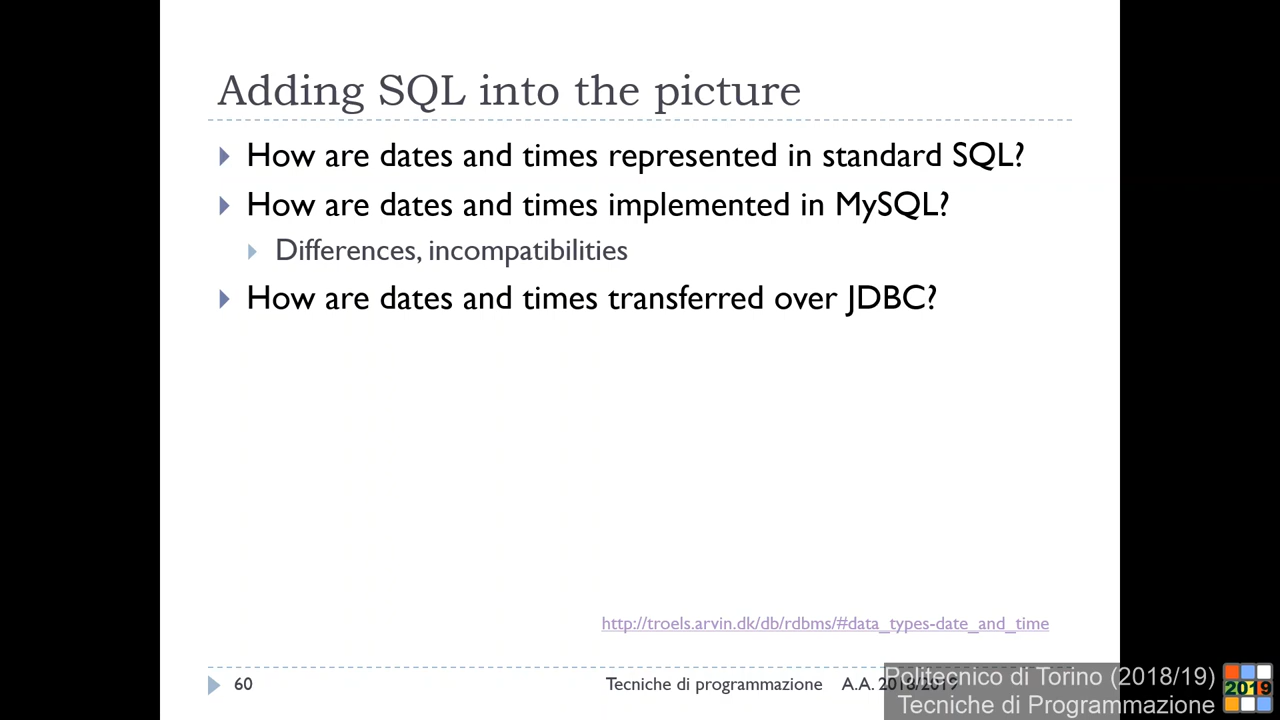 Adding SQL into the picture
How are dates and times represented in standard SQL?
How are dates and times implemented in MySQL?
Differences, incompatibilities
How are dates and times transferred over JDBC?
http://troels.arvin.dk/db/rdbms/#data_types-date_and_time
60 Tecniche di programmazione A.A. 2018/2019
Politecnico di Torino (2018/19)
Tecniche di Programmazione
2019